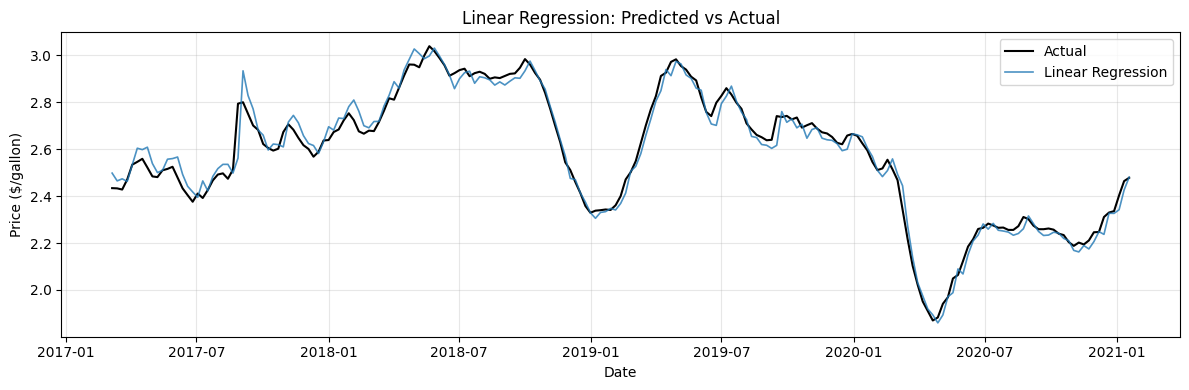 Linear Regression: Predicted vs Actual
Actual
Linear Regression
Price ($/gallon)
3.0
2.8
2.6
2.4
2.2
2.0
2017-01 2017-07 2018-01 2018-07 2019-01 2019-07 2020-01 2020-07 2021-01
Date